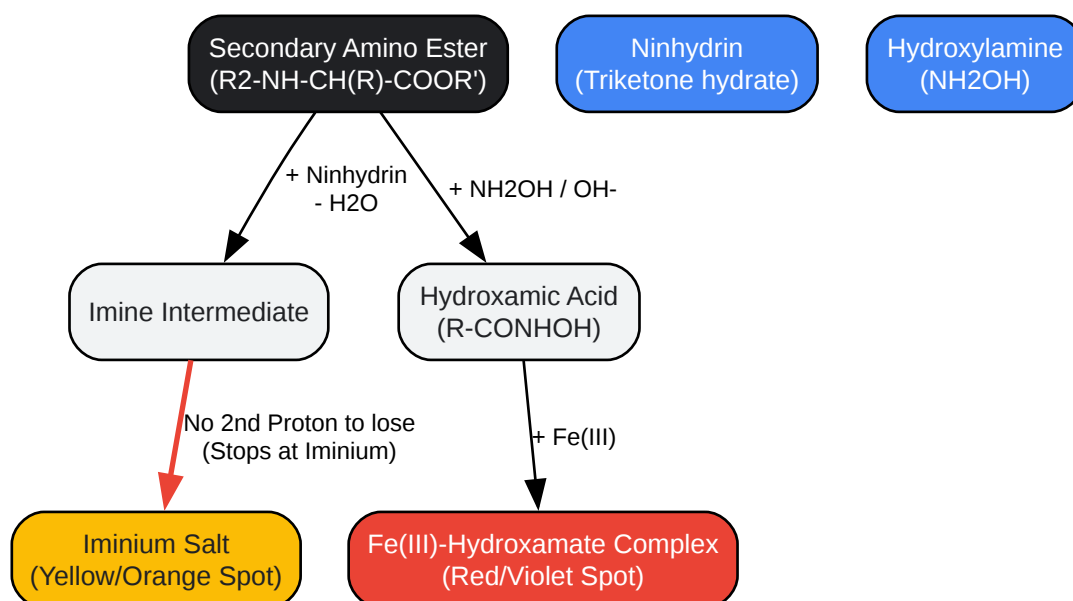 Secondary Amino Ester
(R2-NH-CH(R)-COOR')
Ninhydrin
(Triketone hydrate)
Hydroxylamine
(NH2OH)
+ Ninhydrin
- H2O
+ NH2OH / OH-
Imine Intermediate
Hydroxamic Acid
(R-CONHOH)
No 2nd Proton to lose
(Stops at Iminium)
+ Fe(III)
Iminium Salt
(Yellow/Orange Spot)
Fe(III)-Hydroxamate Complex
(Red/Violet Spot)